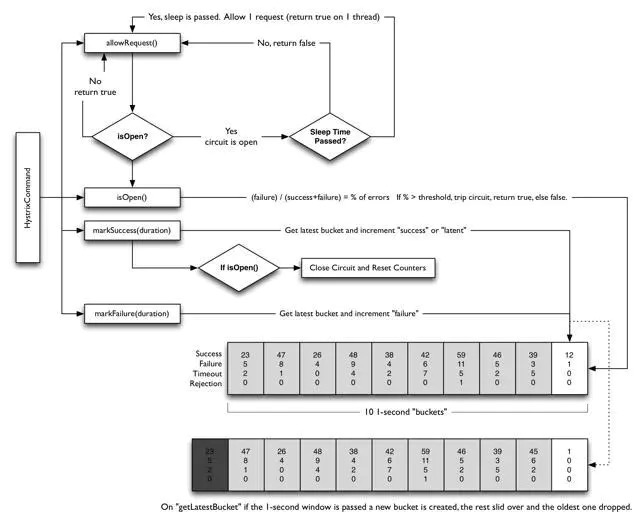 Yes, sleep is passed. Allow 1 request (return true on 1 thread)
allowRequest()
No, return false
No
return true
isOpen?
Yes
circuit is open
Sleep Time
Passed?
HystrixCommand
isOpen()
(failure) / (success+failure) = % of errors If % > threshold, trip circuit, return true, else false.
markSuccess(duration)
Get latest bucket and increment "success" or "latent"
If isOpen()
Close Circuit and Reset Counters
markFailure(duration)
Get latest bucket and increment "failure"
Success 23 47 26 48 38 42 59 46 39 12
Failure 5 8 4 9 4 6 11 5 3 1
Timeout 2 1 0 4 2 7 5 2 5 0
Rejection 0 0 0 0 0 0 1 0 0 0
10 1-second "buckets"
23 47 26 48 38 42 59 46 39 45 1
5 8 4 9 4 6 11 5 3 6 0
2 1 0 4 2 7 5 2 5 2 0
0 0 0 0 0 0 1 0 0 0 0
On "getLatestBucket" if the 1-second window is passed a new bucket is created, the rest slid over and the oldest one dropped.